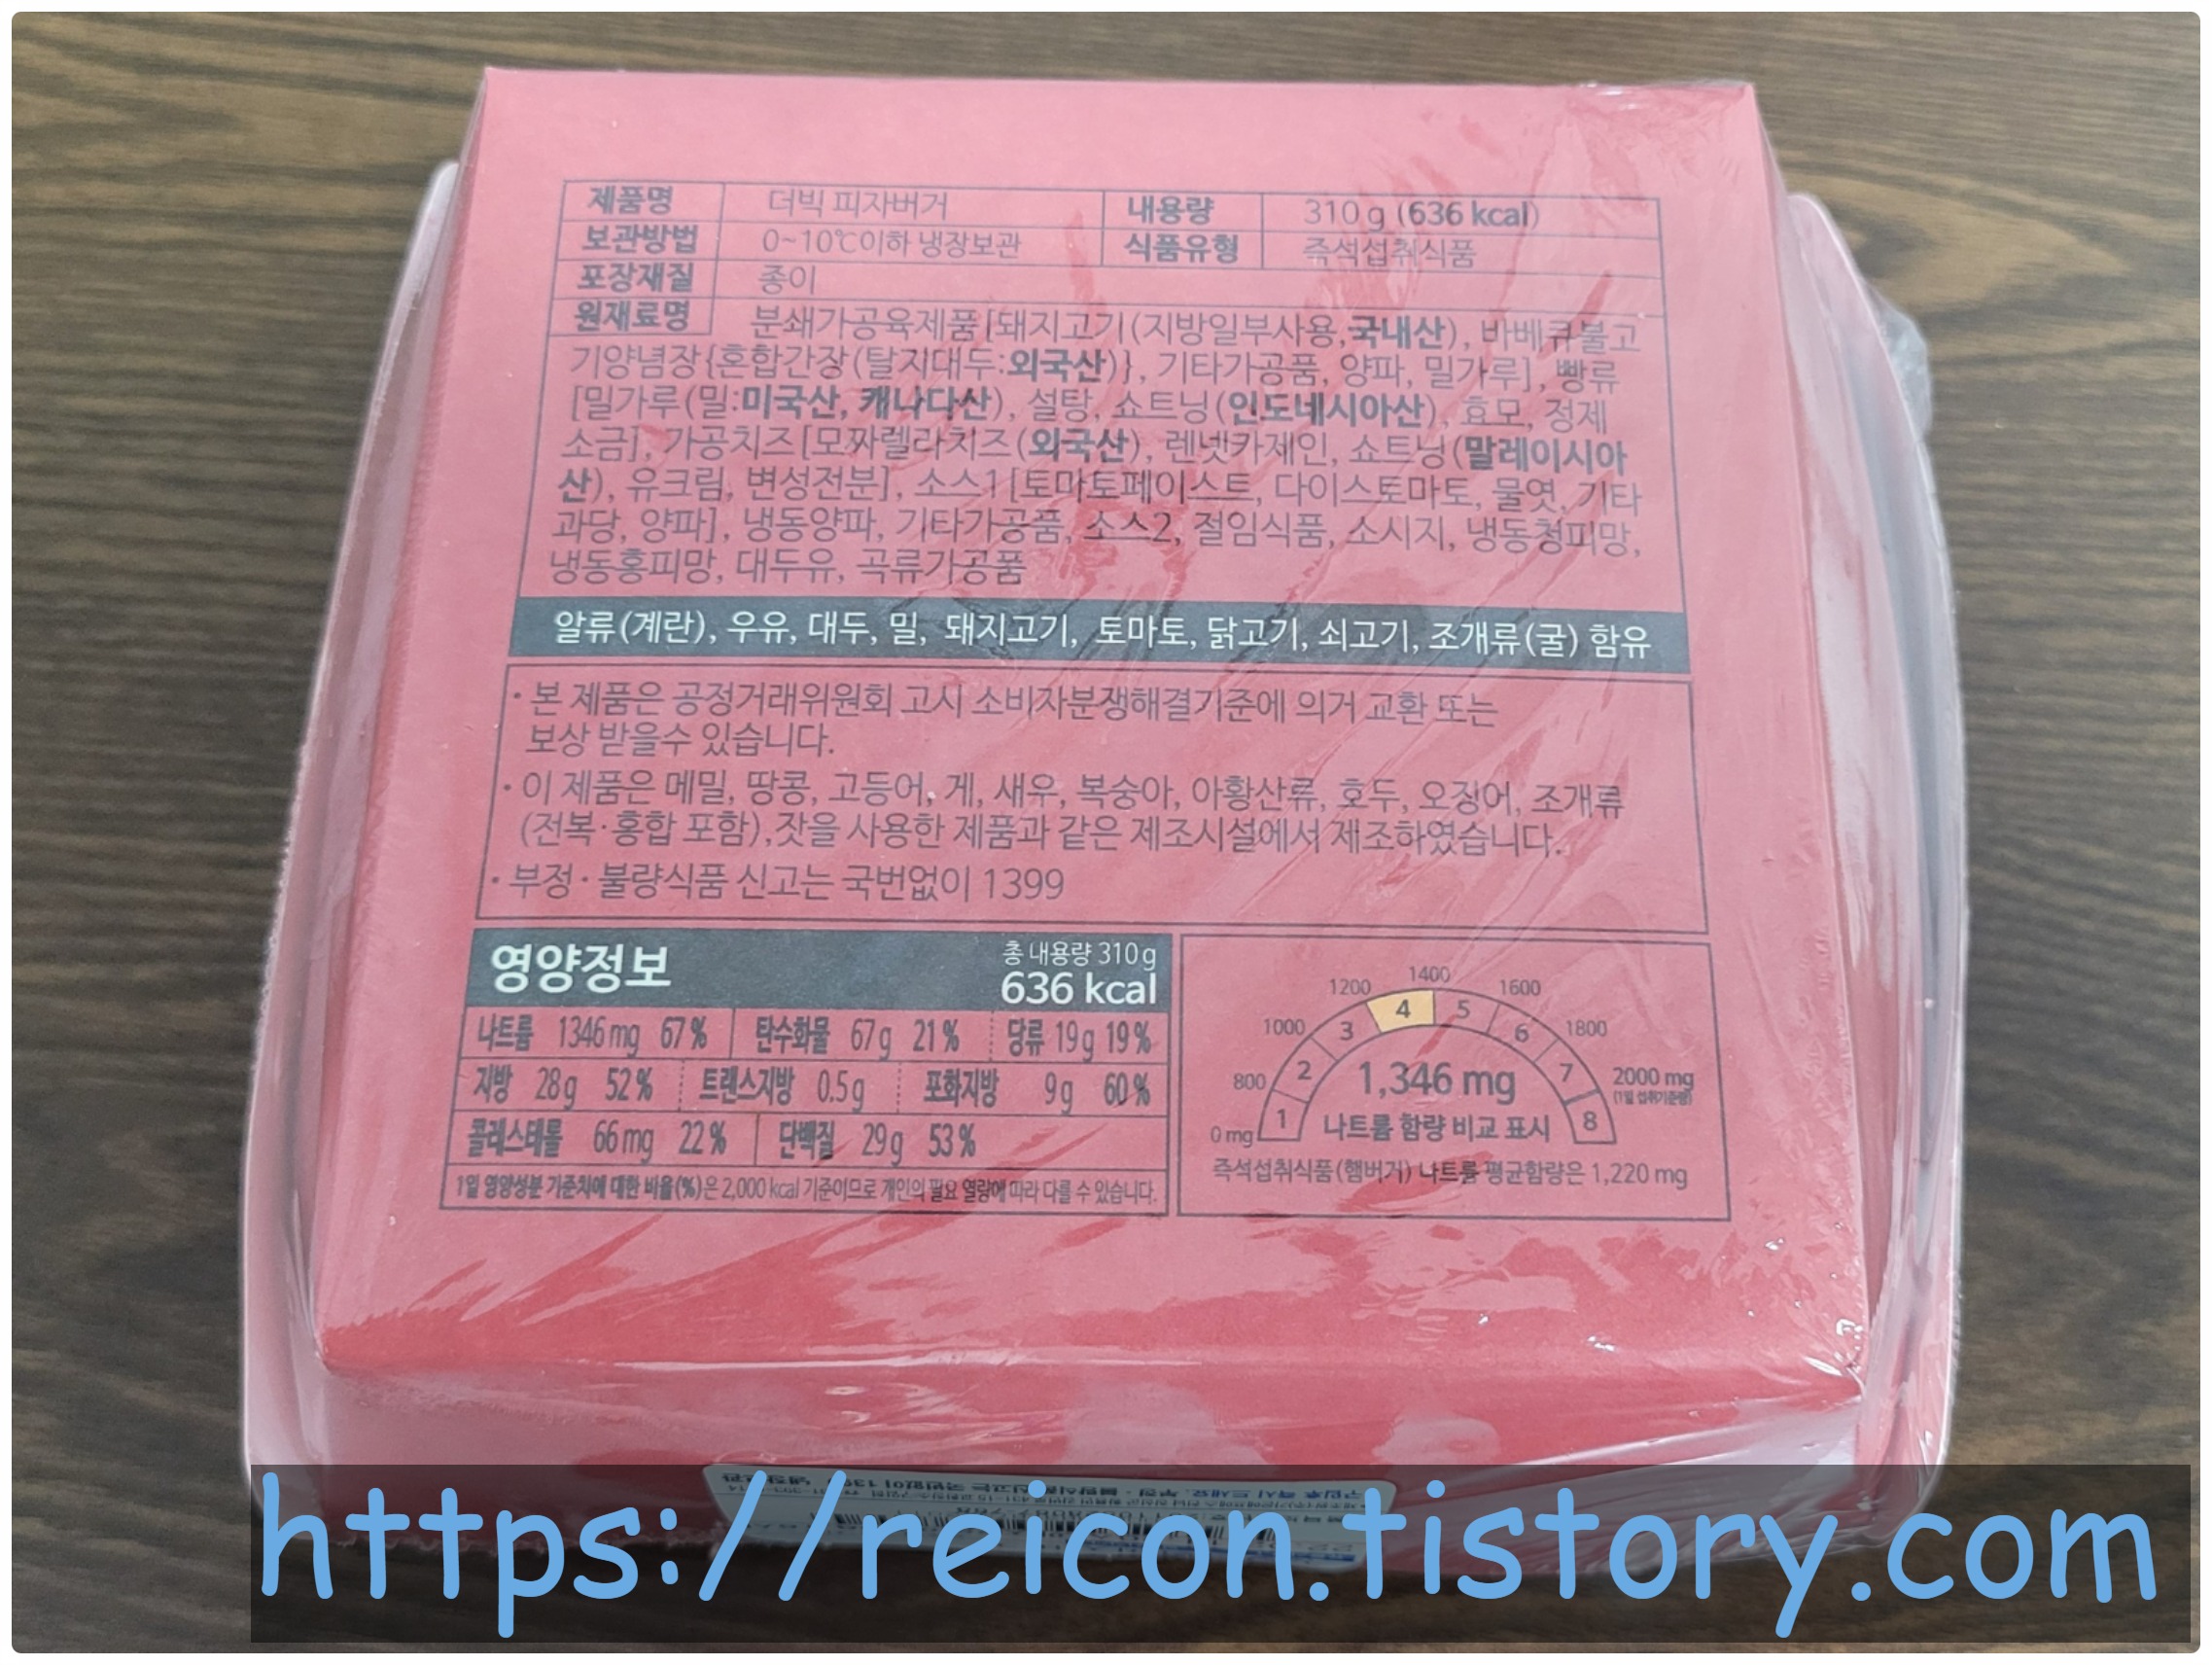 제품명 더빅 피자버거 내용량 310 g (636 kcal)
보관방법 0~10℃이하 냉장보관 식품유형 즉석섭취식품
포장재질 종이
원재료명 분쇄가공육제품[돼지고기(지방일부사용,국내산), 바베큐불고
기양념장{혼합간장(탈지대두:외국산)}, 기타가공품, 양파, 밀가루], 빵류
[밀가루(밀:미국산, 캐나다산), 설탕, 쇼트닝(인도네시아산), 효모, 정제
소금], 가공치즈[모짜렐라치즈(외국산), 렌넷카제인, 쇼트닝(말레이시아
산), 유크림, 변성전분], 소스1[토마토페이스트, 다이스토마토, 물엿, 기타
과당, 양파], 냉동양파, 기타가공품, 소스2, 절임식품, 소시지, 냉동청피망,
냉동홍피망, 대두유, 곡류가공품
알류(계란), 우유, 대두, 밀, 돼지고기, 토마토, 닭고기, 쇠고기, 조개류(굴) 함유
· 본 제품은 공정거래위원회 고시 소비자분쟁해결기준에 의거 교환 또는
보상 받을수 있습니다.
· 이 제품은 메밀, 땅콩, 고등어, 게, 새우, 복숭아, 아황산류, 호두, 오징어, 조개류
(전복·홍합 포함),잣을 사용한 제품과 같은 제조시설에서 제조하였습니다.
· 부정·불량식품 신고는 국번없이 1399
영양정보 총 내용량 310 g
636 kcal
나트륨 1346 mg 67 % 탄수화물 67 g 21 % 당류 19 g 19 %
지방 28 g 52 % 트랜스지방 0.5 g 포화지방 9 g 60 %
콜레스테롤 66 mg 22 % 단백질 29 g 53 %
1일 영양성분 기준치에 대한 비율(%)은 2,000 kcal 기준이므로 개인의 필요 열량에 따라 다를 수 있습니다.
0 mg 800 1000 1200 1400 1600 1800 2000 mg
(1일 섭취기준량)
1 2 3 4 5 6 7 8
1,346 mg
나트륨 함량 비교 표시
즉석섭취식품(햄버거) 나트륨 평균함량은 1,220 mg
https://reicon.tistory.com